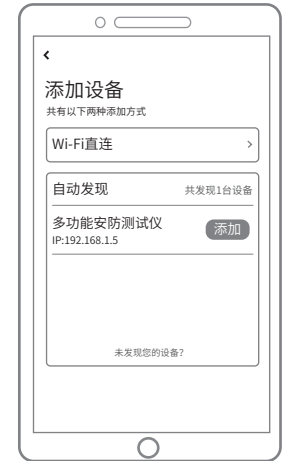 添加设备
共有以下两种添加方式
Wi-Fi直连
自动发现 共发现1台设备
多功能安防测试仪
IP:192.168.1.5 添加
未发现您的设备?